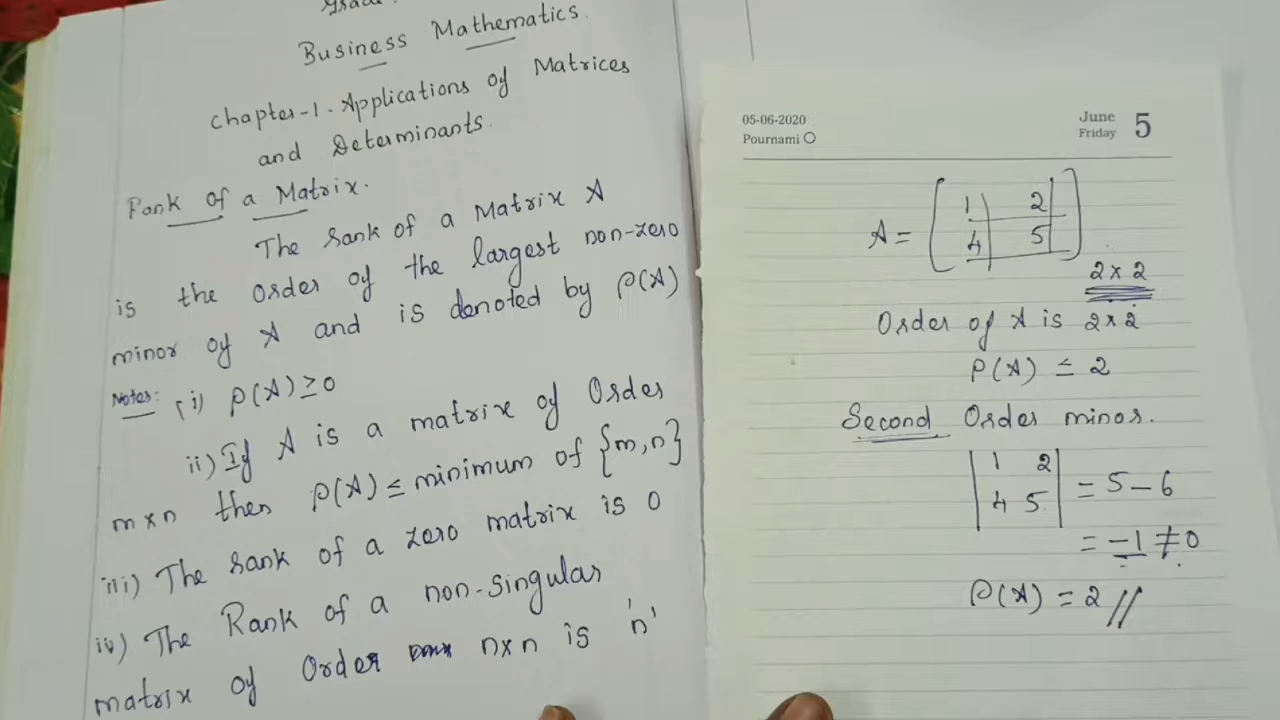 Business Mathematics.
Chapter-1. Applications of Matrices
and Determinants.
Rank of a Matrix.
The rank of a Matrix A
is the order of the largest non-zero
minor of A and is denoted by ρ(A)
Notes: (i) ρ(A) ≥ 0
ii) If A is a matrix of Order
m×n then ρ(A) ≤ minimum of {m,n}
iii) The rank of a zero matrix is 0
iv) The Rank of a non-singular
matrix of Order n×n is 'n'
05-06-2020
Pournami O
June
Friday 5
A = [1 2
4 5]
2 × 2
Order of A is 2×2
ρ(A) ≤ 2
Second Order minor.
|1 2|
|4 5| = 5 - 6
= -1 ≠ 0
ρ(A) = 2 //